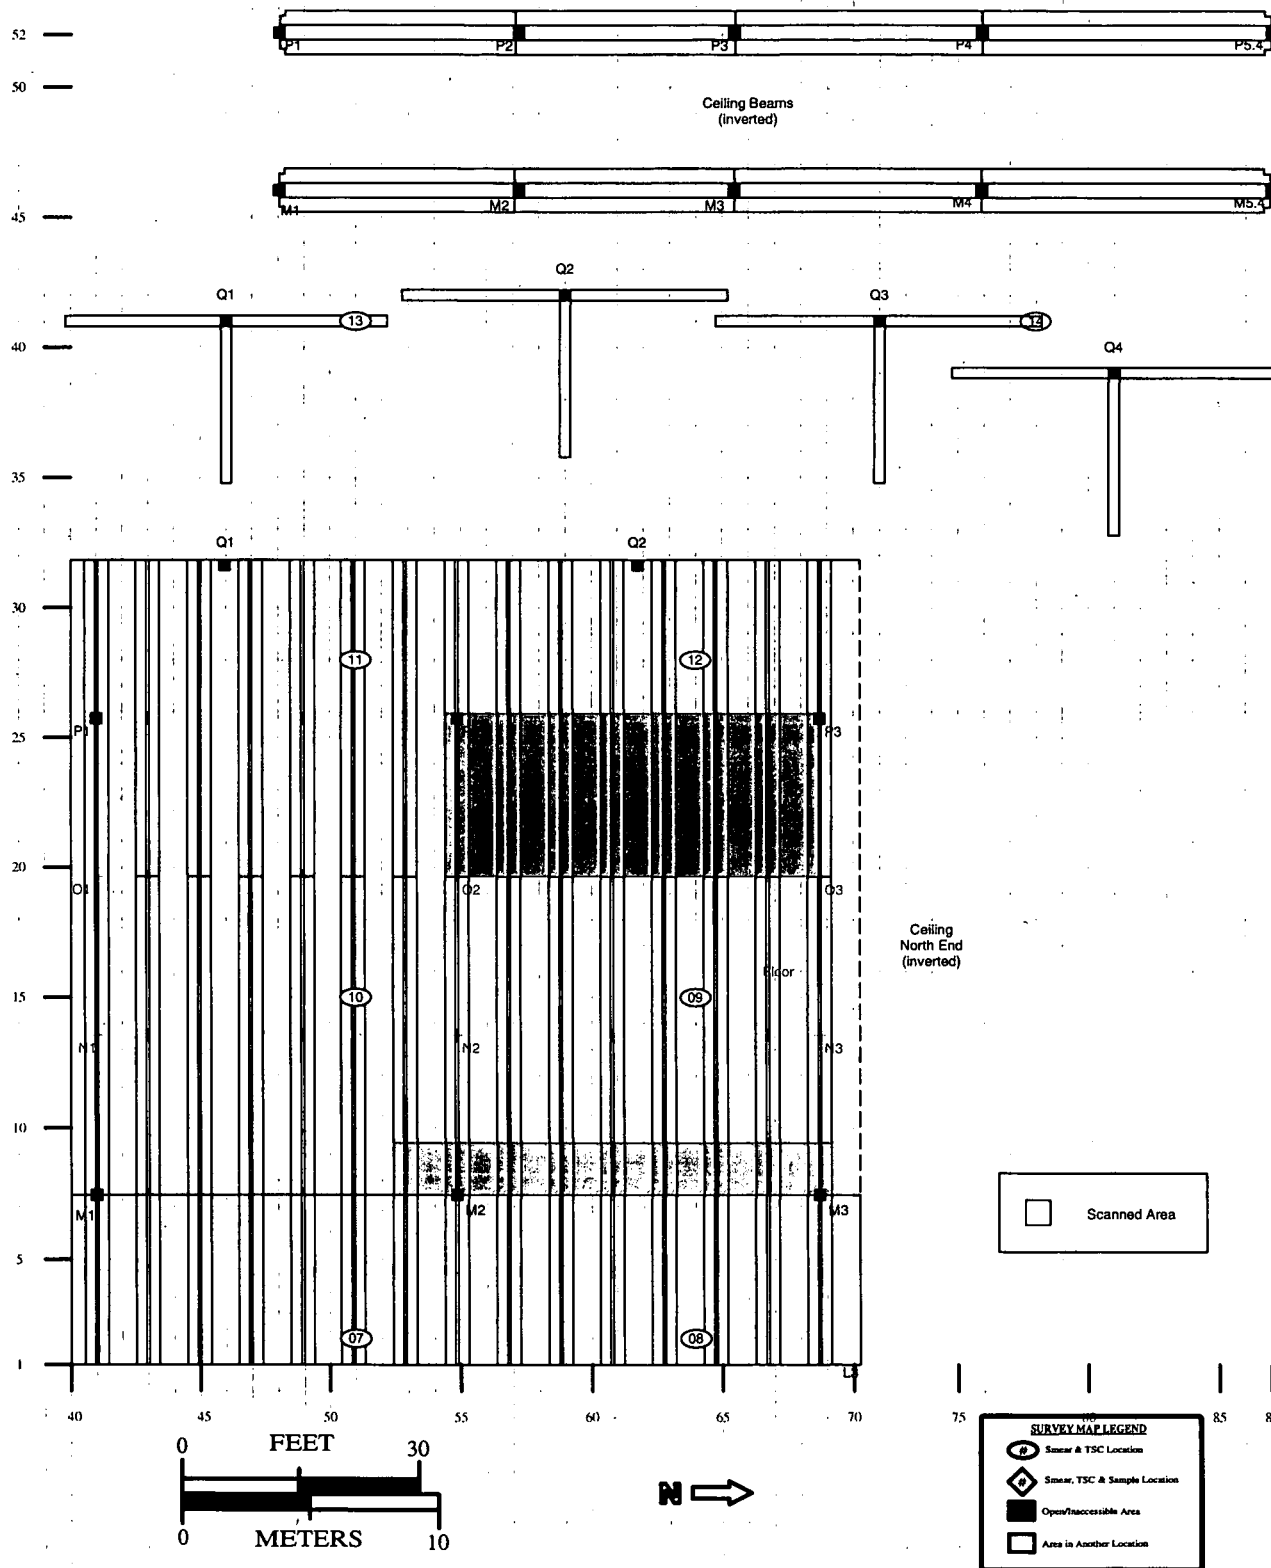 52
P1 P2 P3 P4 P5.4
50
Ceiling Beams
(inverted)
M1 M2 M3 M4 M5.4
45
Q2
Q1 Q3
13 14
40
Q4
35
Q1 Q2
30
11 12
P1 P3
25
20
O1 O2 O3
Ceiling
North End
(inverted)
Floor
15
10 09
N1 N2 N3
10
M1 M2 M3
Scanned Area
5
07 08
1
40 45 50 55 60 65 70 75 85
FEET
0 30
0 10
METERS
N
SURVEY MAP LEGEND
# Smear & TSC Location
# Smear, TSC & Sample Location
Open/Inaccessible Area
Area in Another Location